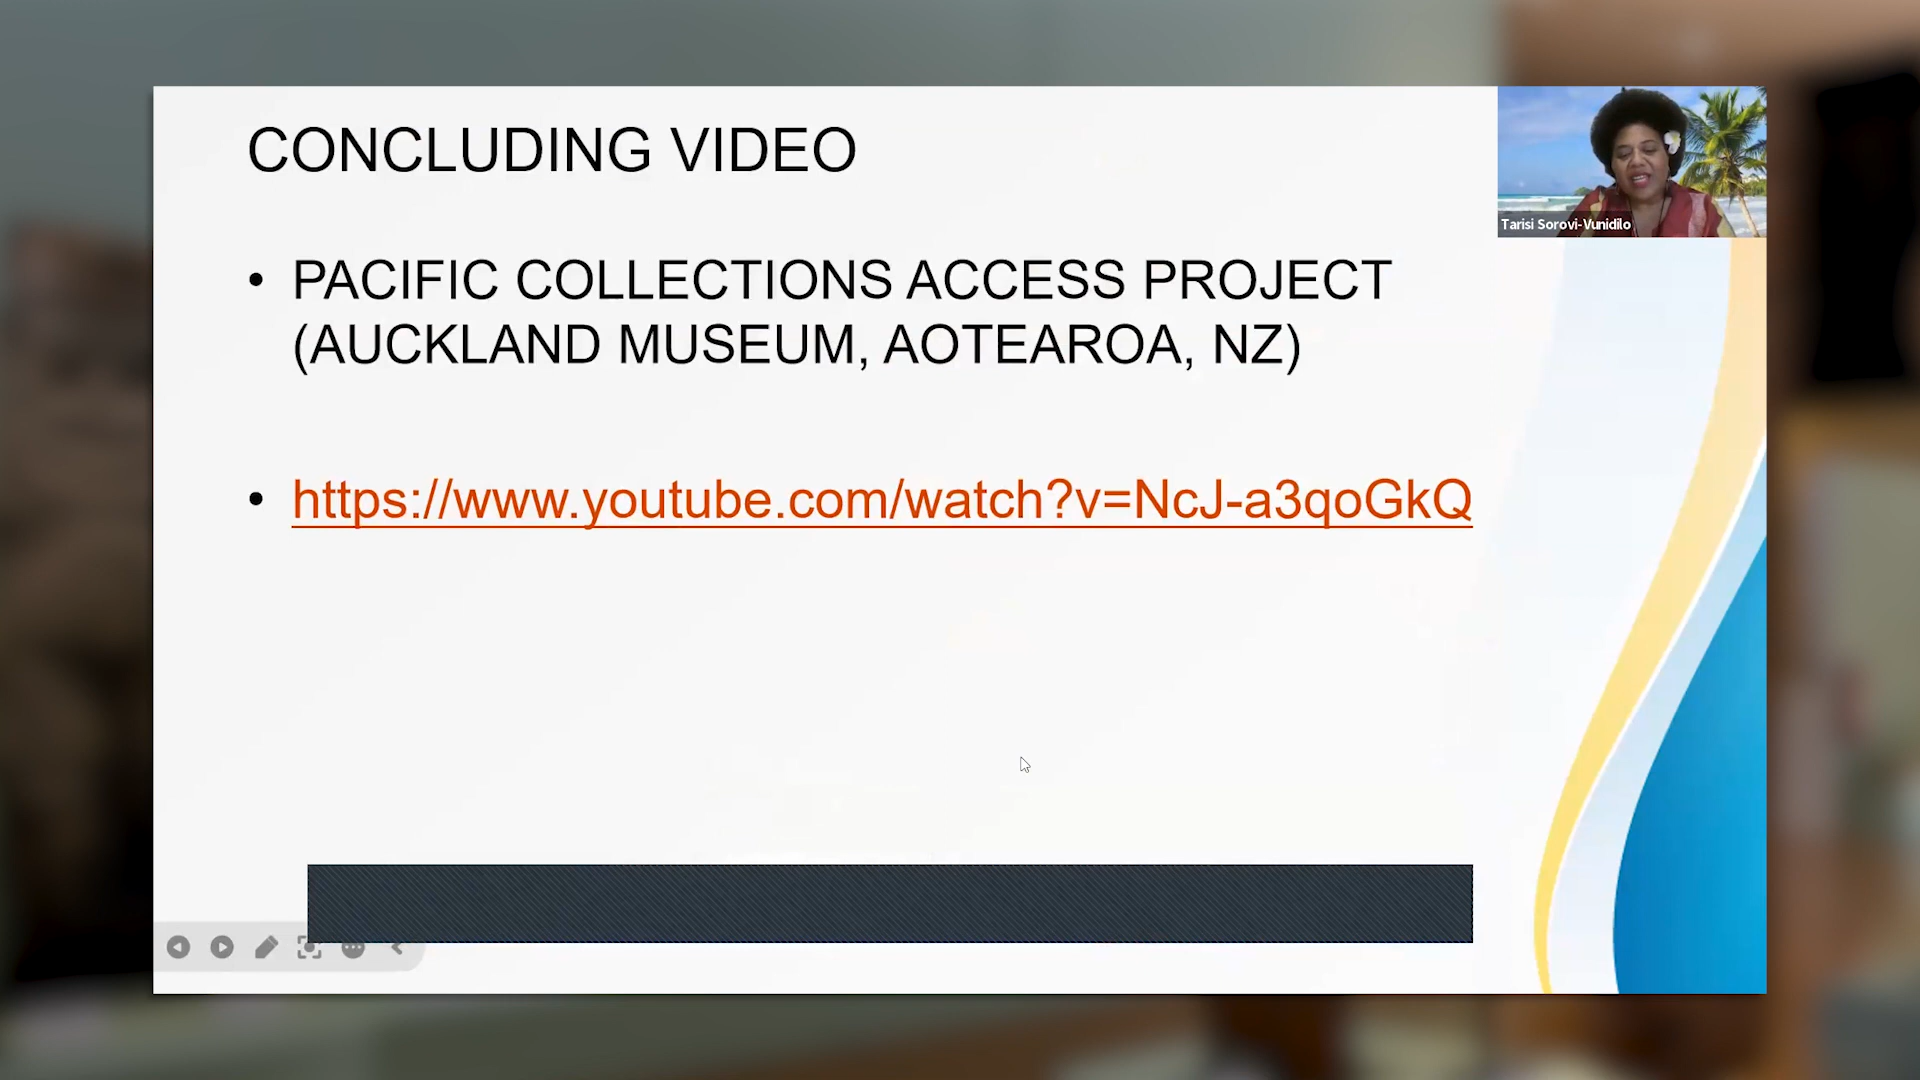 CONCLUDING VIDEO
Tarisi Sorovi-Vunidilo
• PACIFIC COLLECTIONS ACCESS PROJECT
(AUCKLAND MUSEUM, AOTEAROA, NZ)
• https://www.youtube.com/watch?v=NcJ-a3qoGkQ